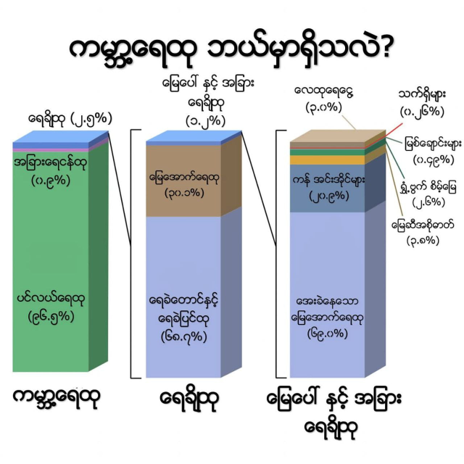 ကမ္ဘာ့ရေထု ဘယ်မှာရှိသလဲ?
ရေချိုထု (၂.၅%)
အခြားရေငန်ထု
(၀.၉%)
ပင်လယ်ရေထု
(၉၆.၅%)
ကမ္ဘာ့ရေထု
မြေပေါ် နှင့် အခြား
ရေချိုထု
(၁.၂%)
မြေအောက်ရေထု
(၃၀.၁%)
ရေခဲတောင်နှင့်
ရေခဲပြင်ထု
(၆၈.၇%)
ရေချိုထု
လေထုရေငွေ့
(၃.၀%)
သက်ရှိများ
(၀.၂၆%)
မြစ်ချောင်းများ
(၀.၄၉%)
ရွှံ့ဗွက် စိမ့်မြေ
(၂.၆%)
မြေဆီအစိုဓာတ်
(၃.၈%)
ကန် အင်းအိုင်များ
(၂၀.၉%)
အေးခဲနေသော
မြေအောက်ရေထု
(၆၉.၀%)
မြေပေါ် နှင့် အခြား
ရေချိုထု